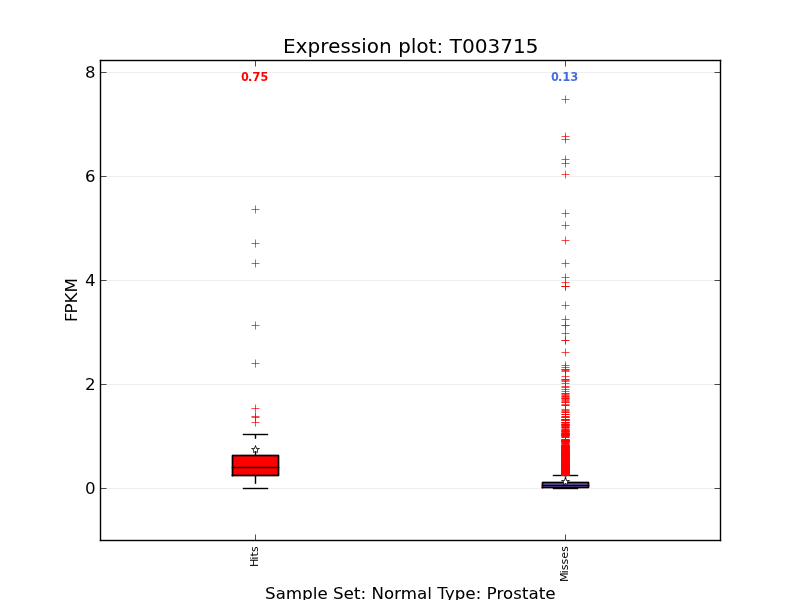 Expression plot: T003715
0.75 0.13
8
6
4
2
0
FPKM
Hits Misses
Sample Set: Normal Type: Prostate